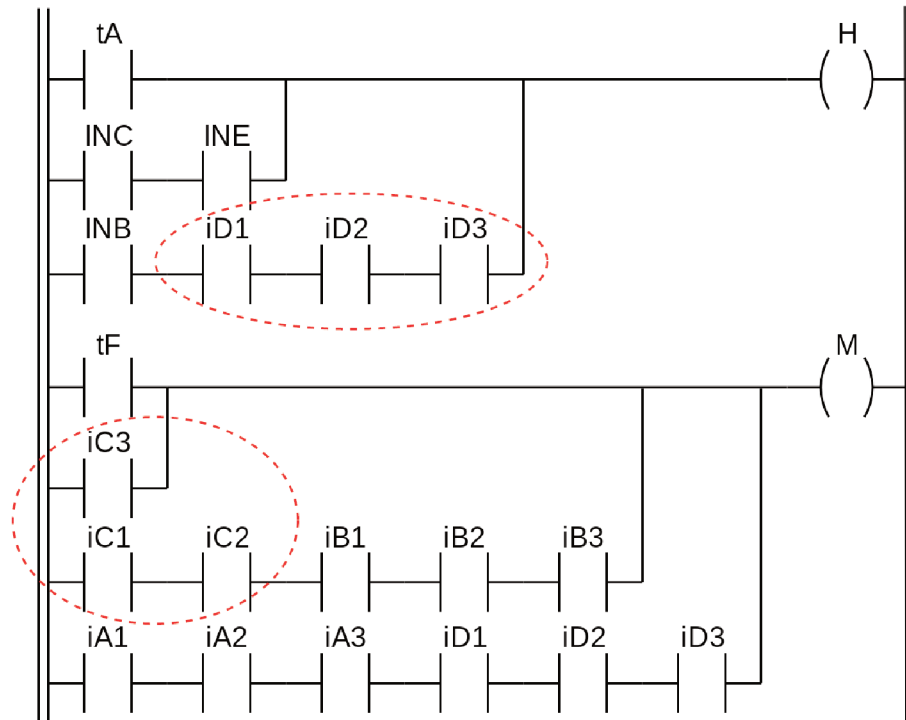 tA H
INC INE
INB iD1 iD2 iD3
tF M
iC3
iC1 iC2 iB1 iB2 iB3
iA1 iA2 iA3 iD1 iD2 iD3